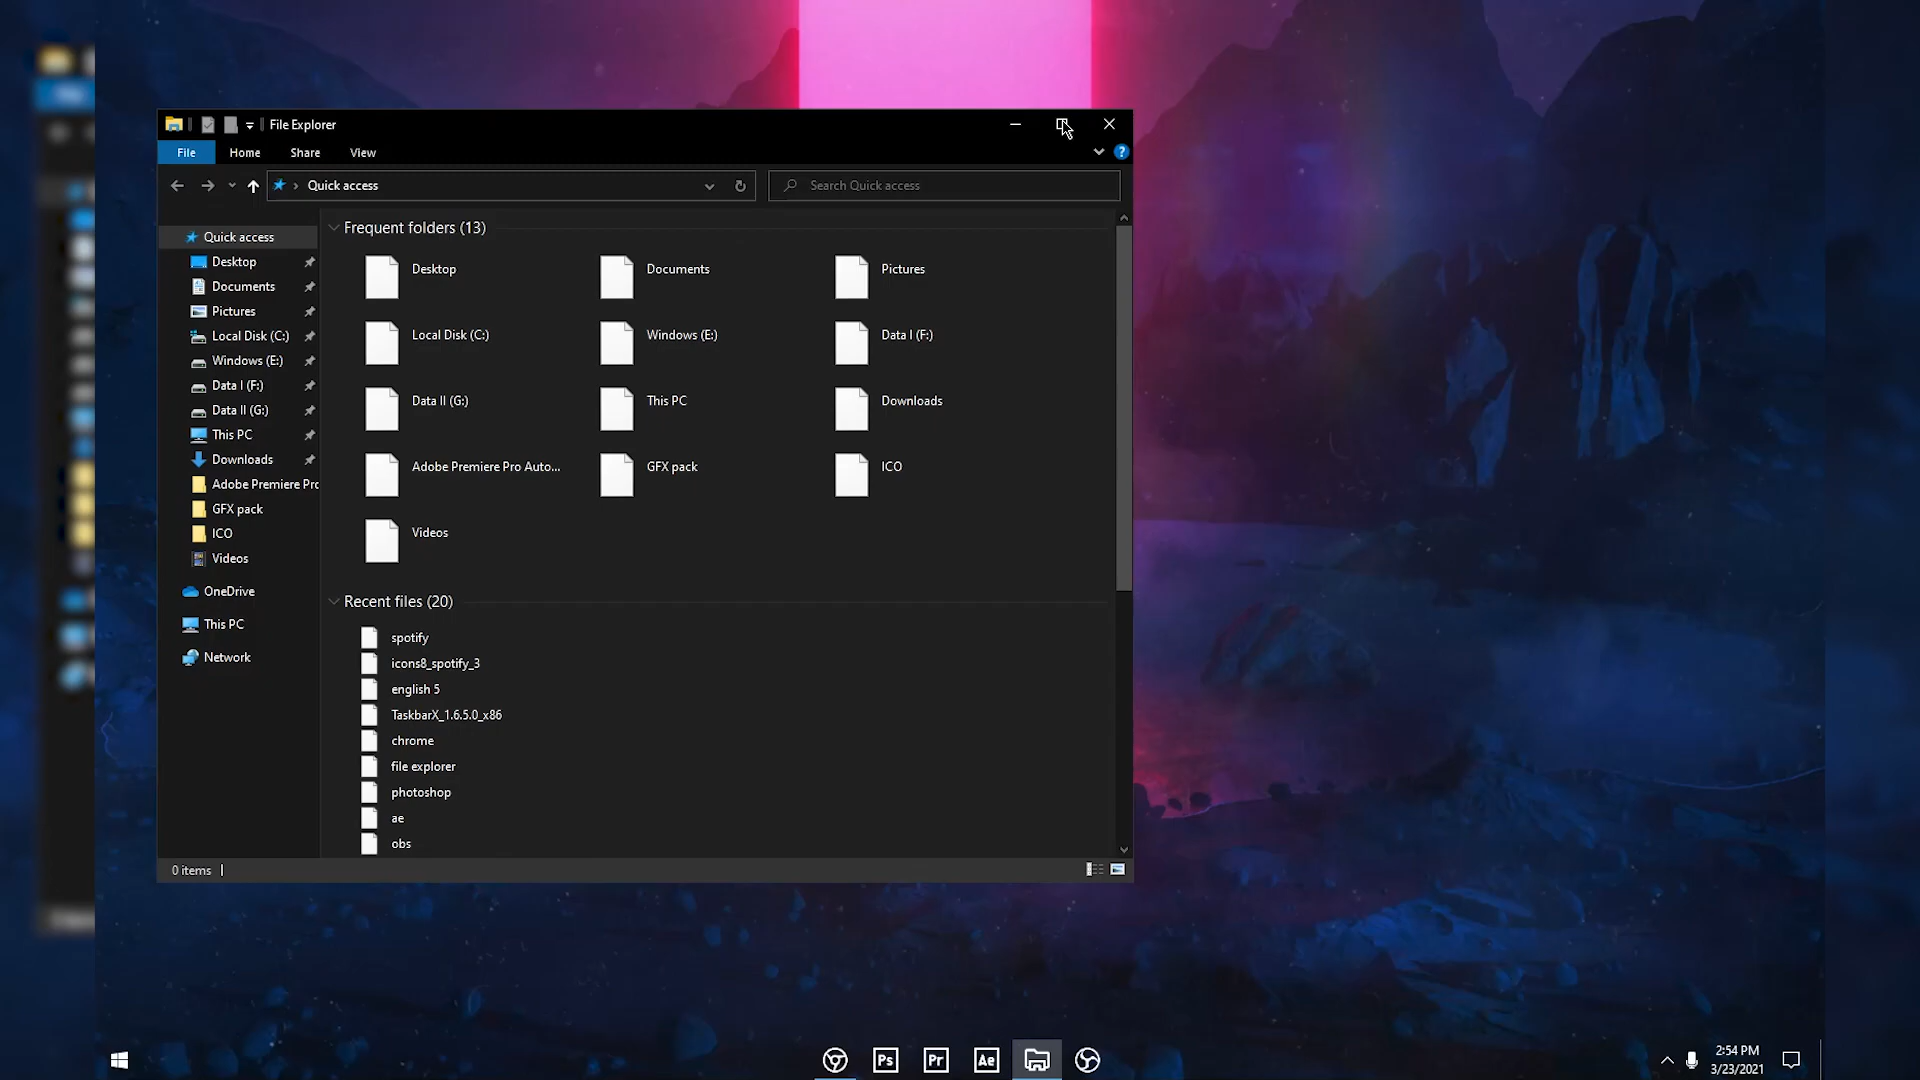 File Explorer
File Home Share View
Quick access
Search Quick access
Quick access
Desktop
Documents
Pictures
Local Disk (C:)
Windows (E:)
Data I (F:)
Data II (G:)
This PC
Downloads
Adobe Premiere Pro
GFX pack
ICO
Videos
OneDrive
This PC
Network
Frequent folders (13)
Desktop Documents Pictures
Local Disk (C:) Windows (E:) Data I (F:)
Data II (G:) This PC Downloads
Adobe Premiere Pro Auto... GFX pack ICO
Videos
Recent files (20)
spotify
icons8_spotify_3
english 5
TaskbarX_1.6.5.0_x86
chrome
file explorer
photoshop
ae
obs
0 items
Ps Pr Ae
2:54 PM
3/23/2021